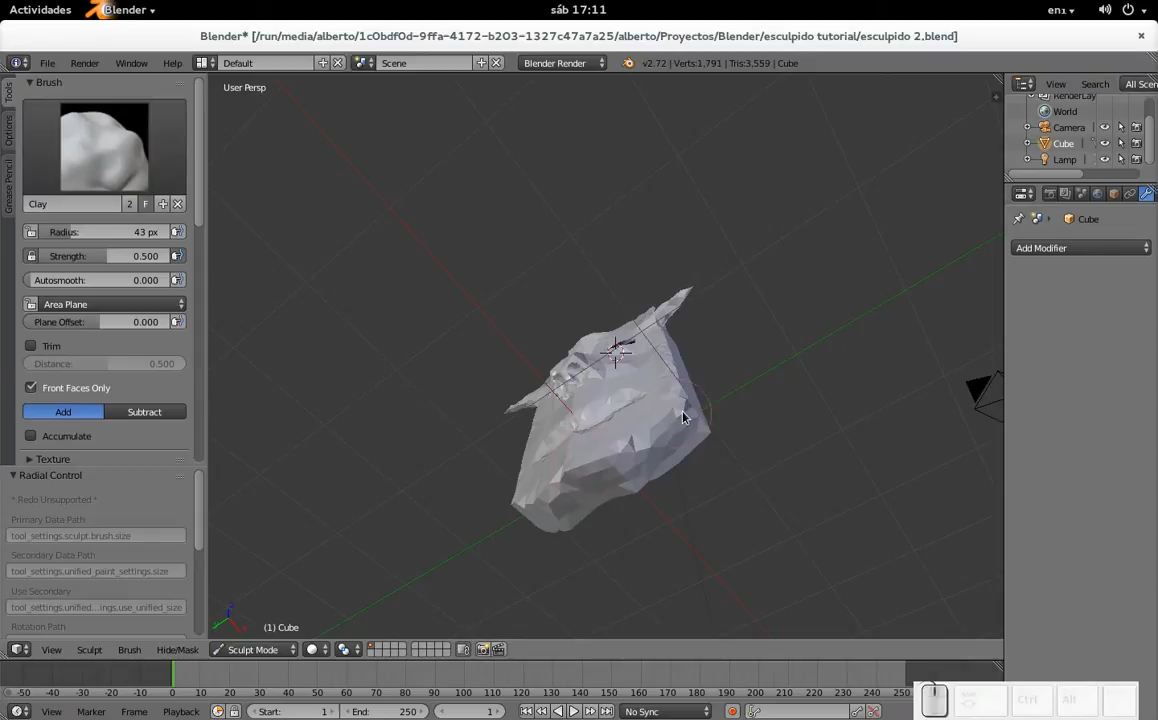 Actividades Blender sáb 17:11 en1
Blender* [/run/media/alberto/1c0bdf0d-9ffa-4172-b203-1327c47a7a25/alberto/Proyectos/Blender/esculpido tutorial/esculpido 2.blend]
File Render Window Help Default Scene Blender Render v2.72 | Verts:1,791 | Tris:3,559 | Cube
Brush
User Persp
View Search All Scen
RenderLay
World
Camera
Cube
Lamp
Tools
Options
Grease Pencil
Clay 2 F
Radius: 43 px
Strength: 0.500
Autosmooth: 0.000
Area Plane
Plane Offset: 0.000
Trim
Distance: 0.500
Front Faces Only
Add Subtract
Accumulate
Texture
Cube
Add Modifier
Radial Control
* Redo Unsupported *
Primary Data Path
tool_settings.sculpt.brush.size
Secondary Data Path
tool_settings.unified_paint_settings.size
Use Secondary
tool_settings.unified...ings.use_unified_size
Rotation Path
(1) Cube
View Sculpt Brush Hide/Mask Sculpt Mode
-50 -40 -30 -20 -10 0 10 20 30 40 50 60 70 80 90 100 110 120 130 140 150 160 170 180 190 200 210 220 230 240 250
View Marker Frame Playback Start: 1 End: 250 1 No Sync
Ctrl Alt